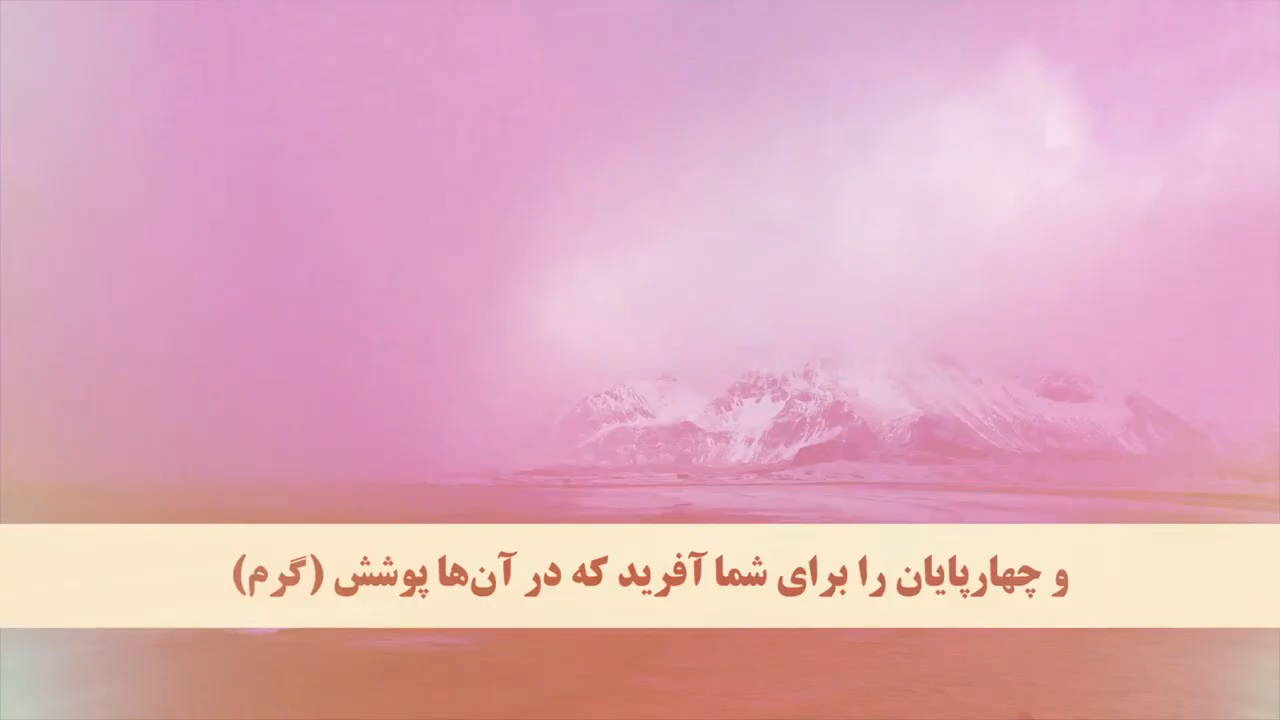 و چهارپایان را برای شما آفرید که در آن‌ها پوشش (گرم)